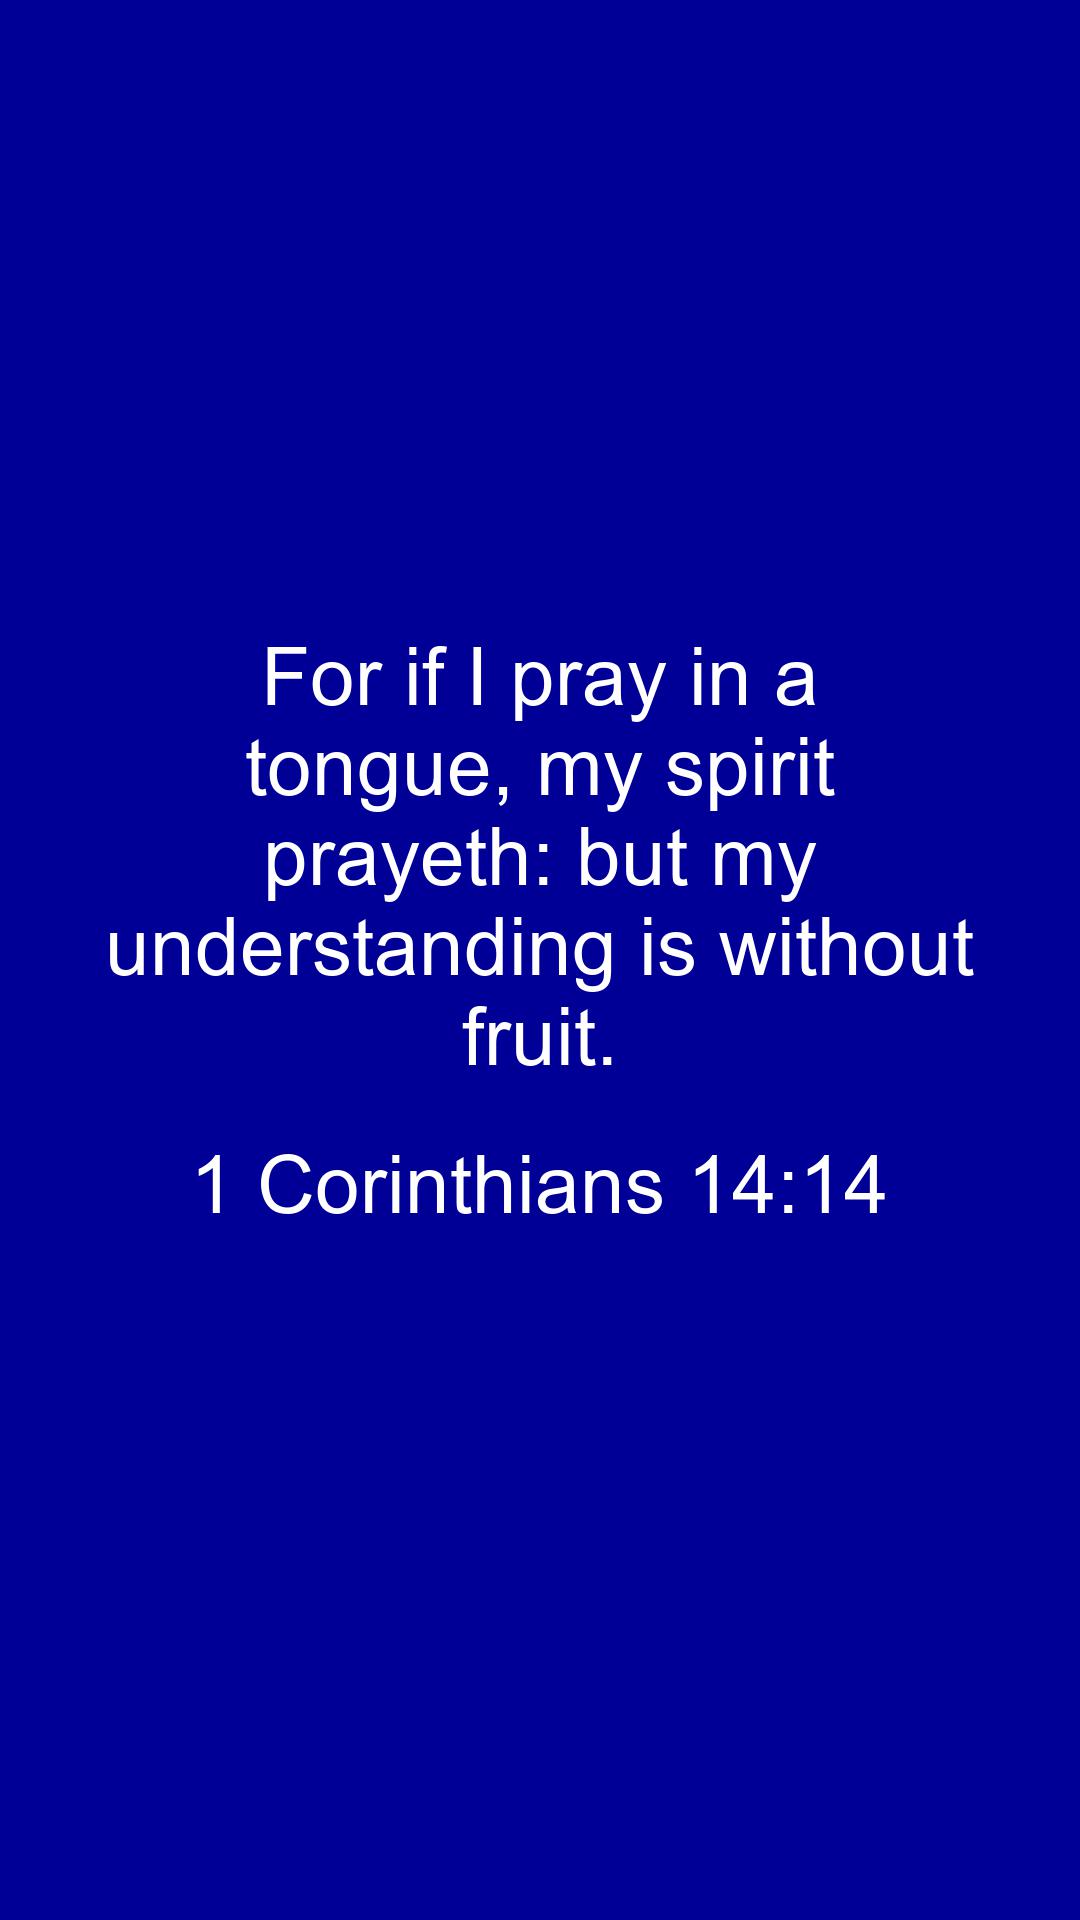 For if I pray in a
tongue, my spirit
prayeth: but my
understanding is without
fruit.
1 Corinthians 14:14